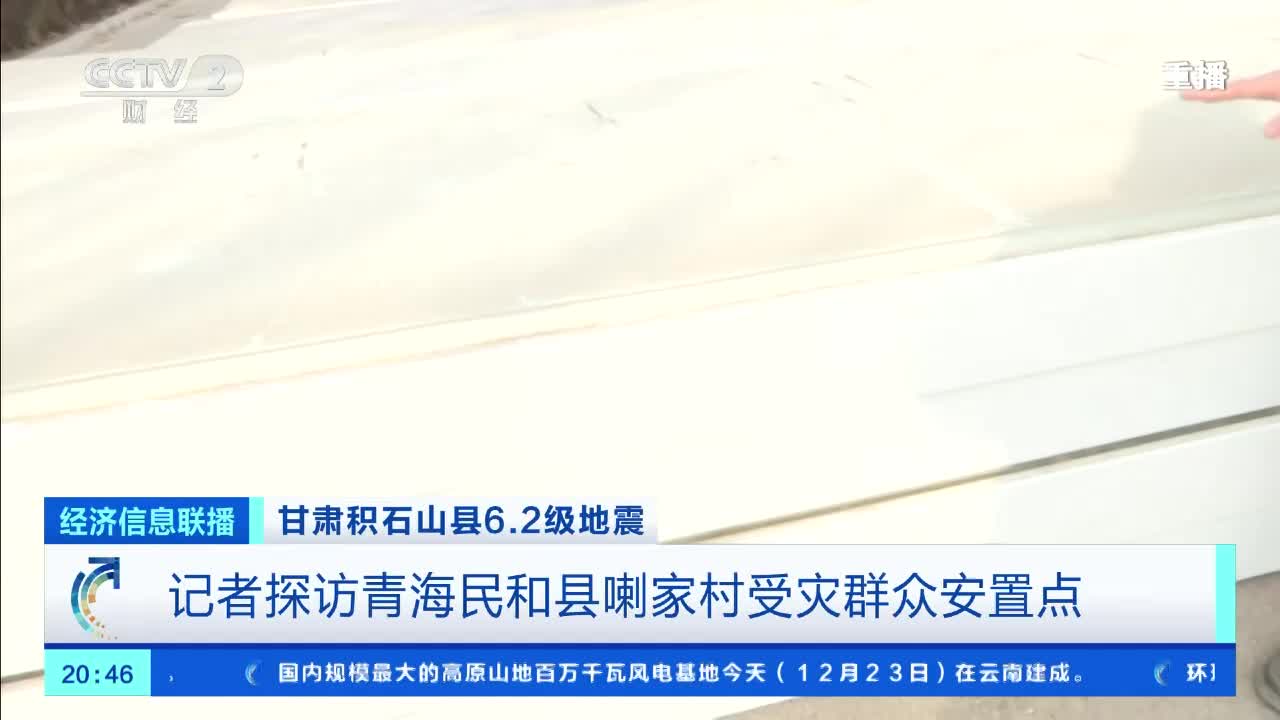 CCTV 2
财经
重播
经济信息联播
甘肃积石山县6.2级地震
记者探访青海民和县喇家村受灾群众安置点
20:46
国内规模最大的高原山地百万千瓦风电基地今天（12月23日）在云南建成。